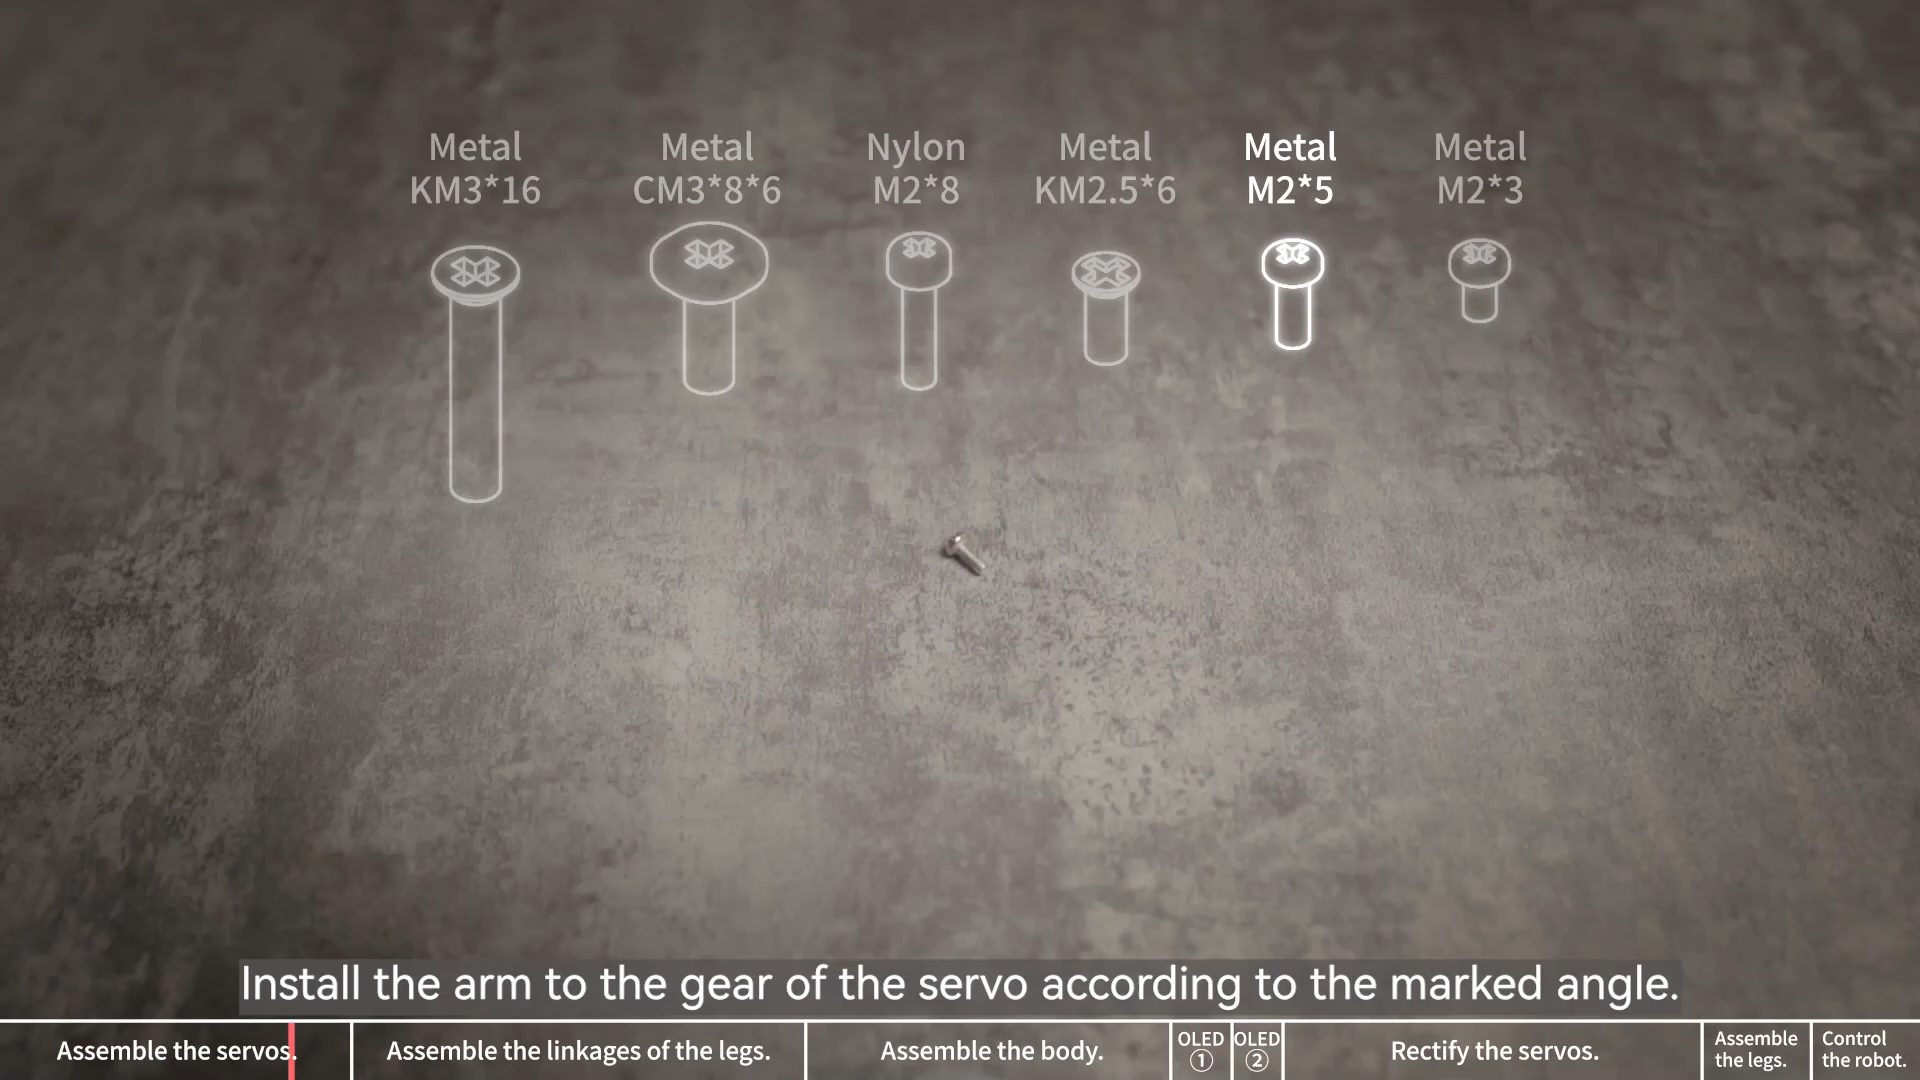 Metal
KM3*16
Metal
CM3*8*6
Nylon
M2*8
Metal
KM2.5*6
Metal
M2*5
Metal
M2*3
Install the arm to the gear of the servo according to the marked angle.
Assemble the servos.
Assemble the linkages of the legs.
Assemble the body.
OLED
①
OLED
②
Rectify the servos.
Assemble
the legs.
Control
the robot.